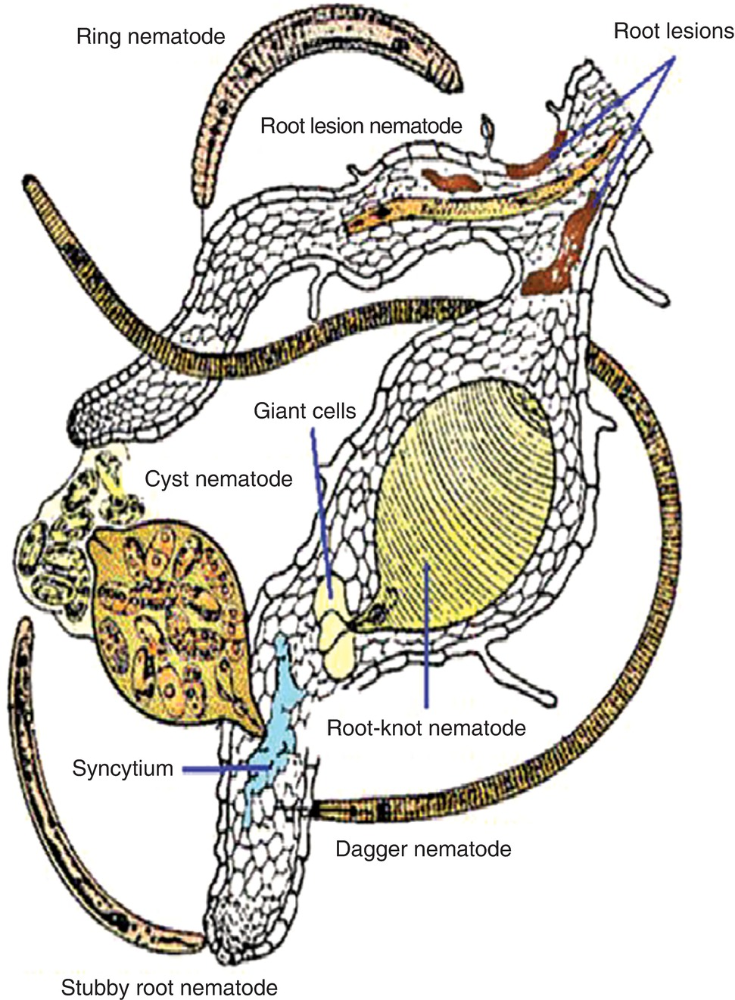 Ring nematode
Root lesions
Root lesion nematode
Giant cells
Cyst nematode
Root-knot nematode
Syncytium
Dagger nematode
Stubby root nematode